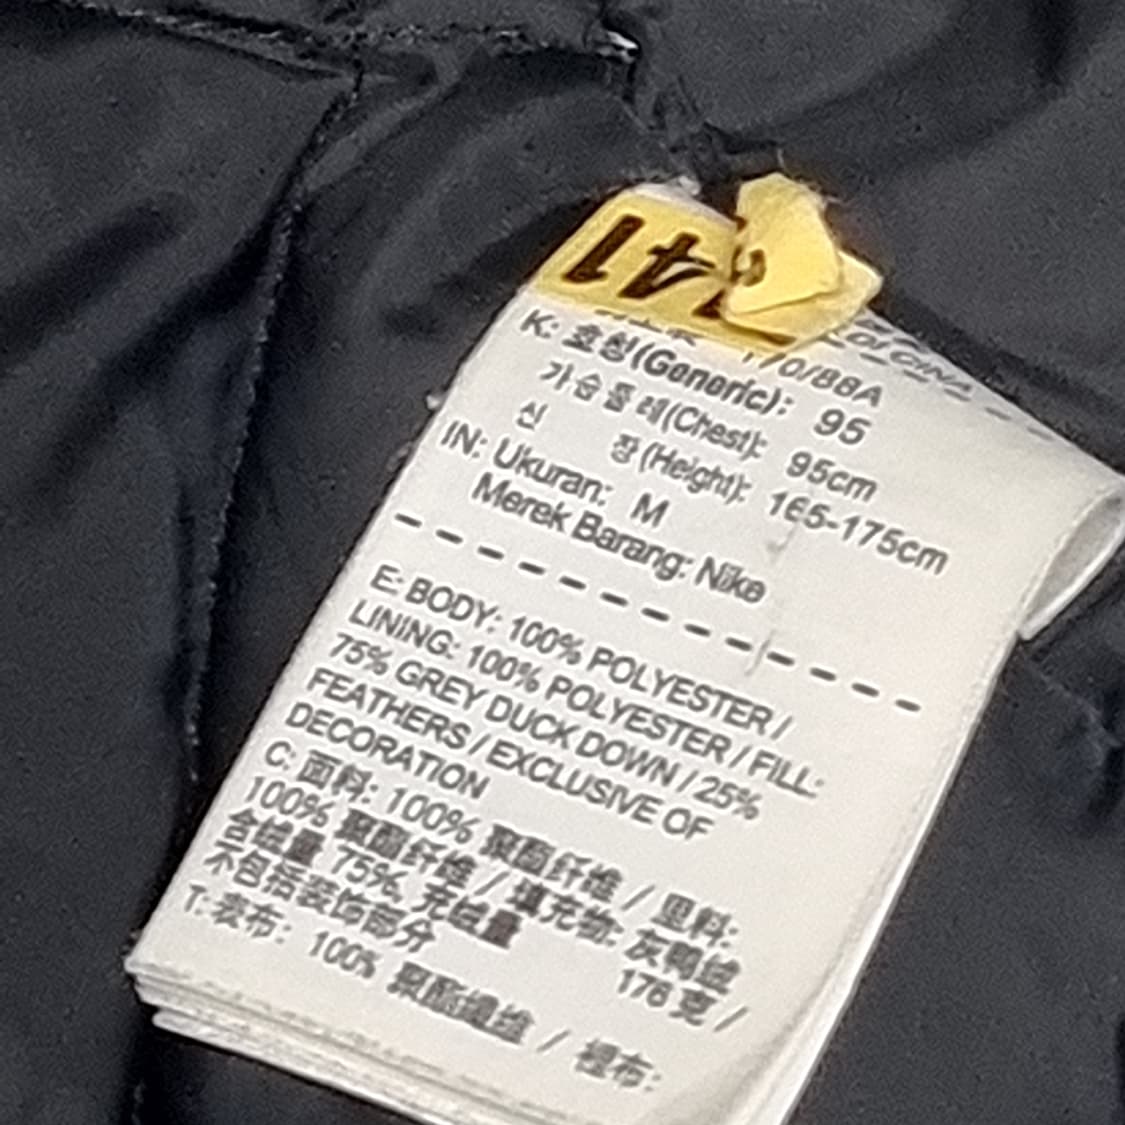 41
170/88A
K: 호칭(Generic): 95
가슴둘레(Chest): 95cm
신 장(Height): 165-175cm
IN: Ukuran: M
Merek Barang: Nike
E: BODY: 100% POLYESTER /
LINING: 100% POLYESTER / FILL:
75% GREY DUCK DOWN / 25%
FEATHERS / EXCLUSIVE OF
DECORATION
C: 面料: 100% 聚酯纤维 / 里料:
100% 聚酯纤维 / 填充物: 灰鸭绒
含绒量 75%, 充绒量 176 克 /
不包括装饰部分
T: 表布: 100% 聚酯纖維 / 裡布: